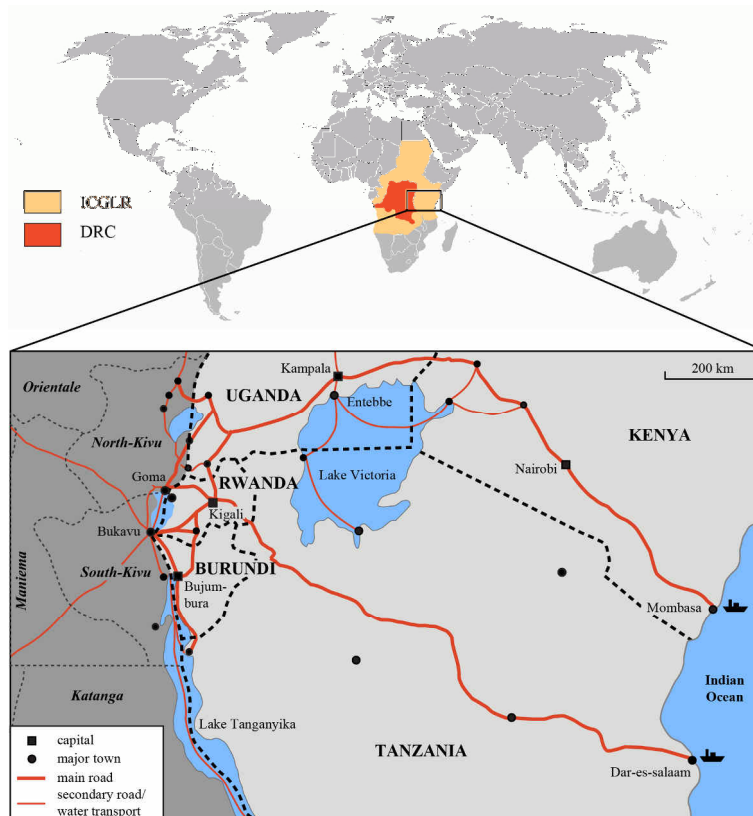 ICGLR
DRC
Kampala
200 km
Orientale
UGANDA
Entebbe
KENYA
North-Kivu
Nairobi
Goma
RWANDA
Lake Victoria
Kigali
Bukavu
Maniema
South-Kivu
BURUNDI
Bujum-
bura
Mombasa
Indian
Ocean
Katanga
Lake Tanganyika
TANZANIA
Dar-es-salaam
capital
major town
main road
secondary road/
water transport